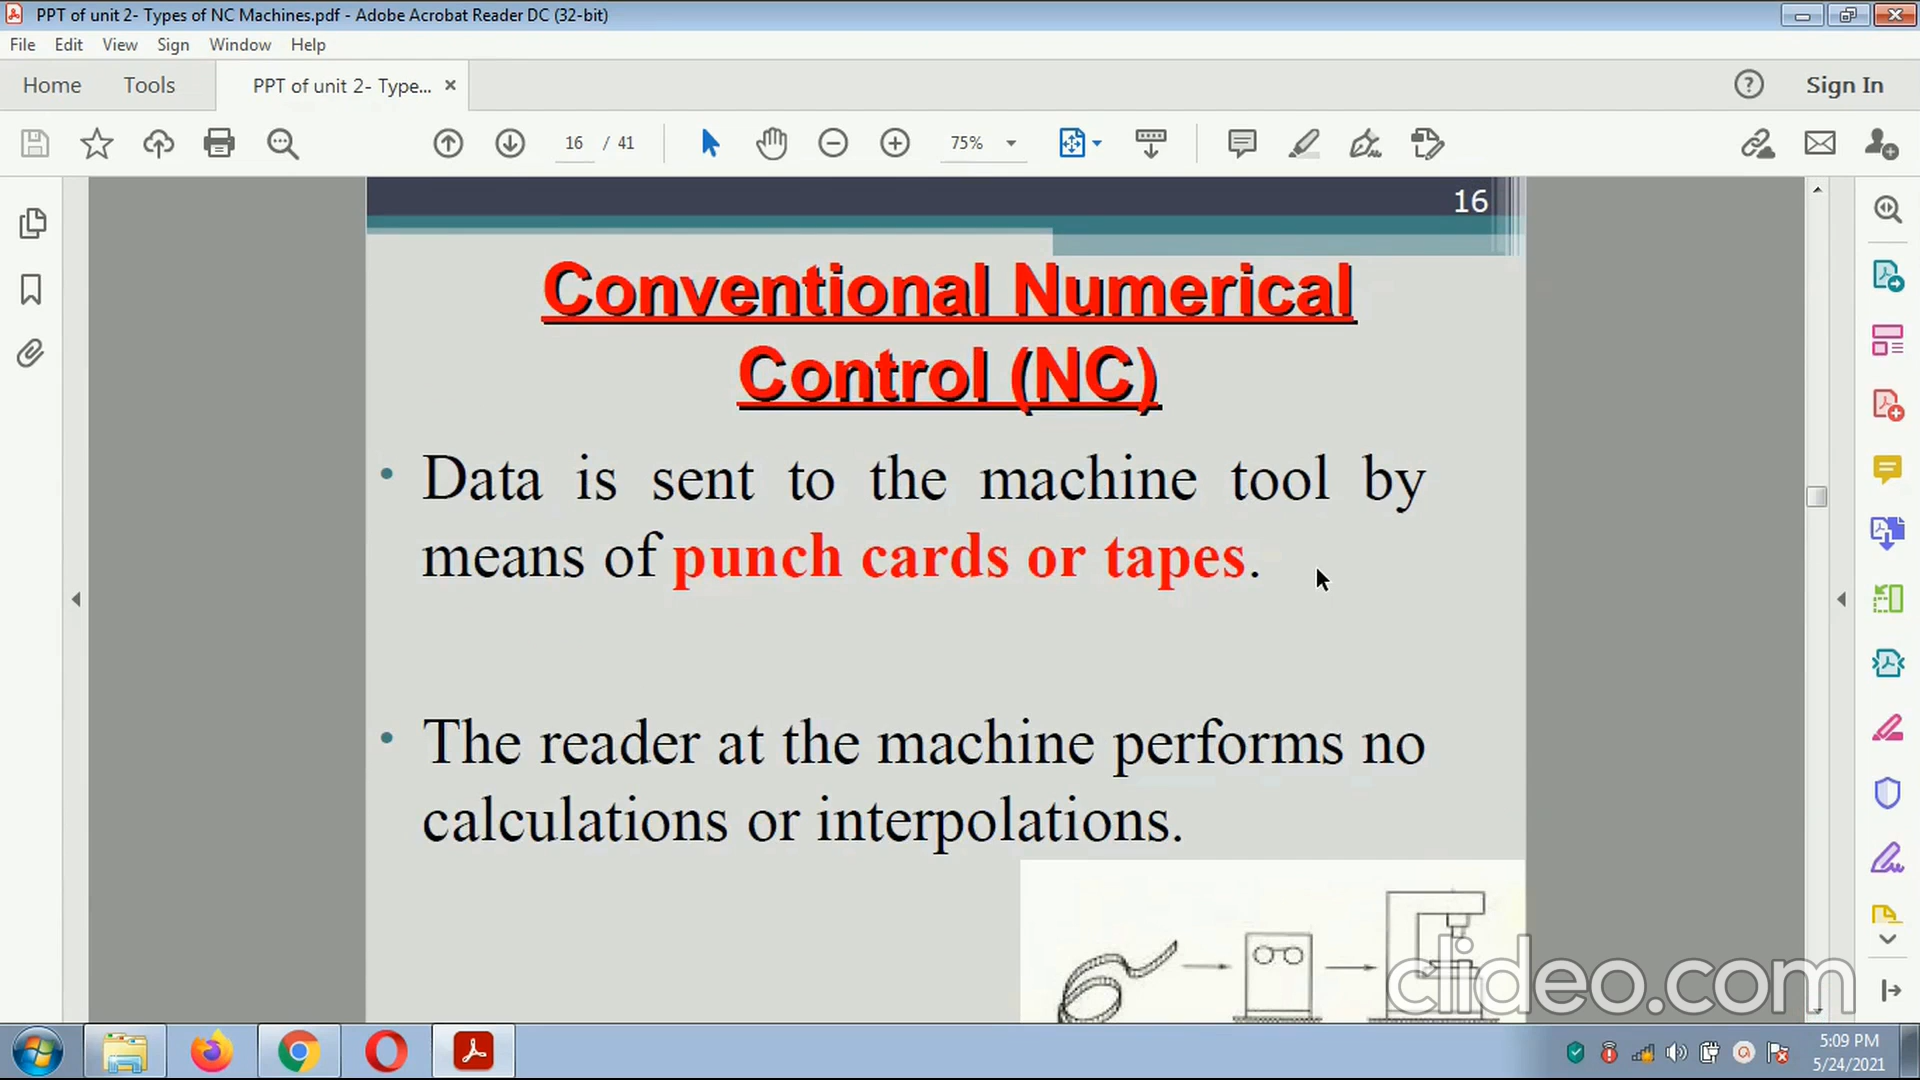 PPT of unit 2- Types of NC Machines.pdf - Adobe Acrobat Reader DC (32-bit)
File Edit View Sign Window Help
Home Tools PPT of unit 2- Type... Sign In
16 / 41 75%
16
Conventional Numerical
Control (NC)
• Data is sent to the machine tool by
means of punch cards or tapes.
• The reader at the machine performs no
calculations or interpolations.
clideo.com
5:09 PM
5/24/2021